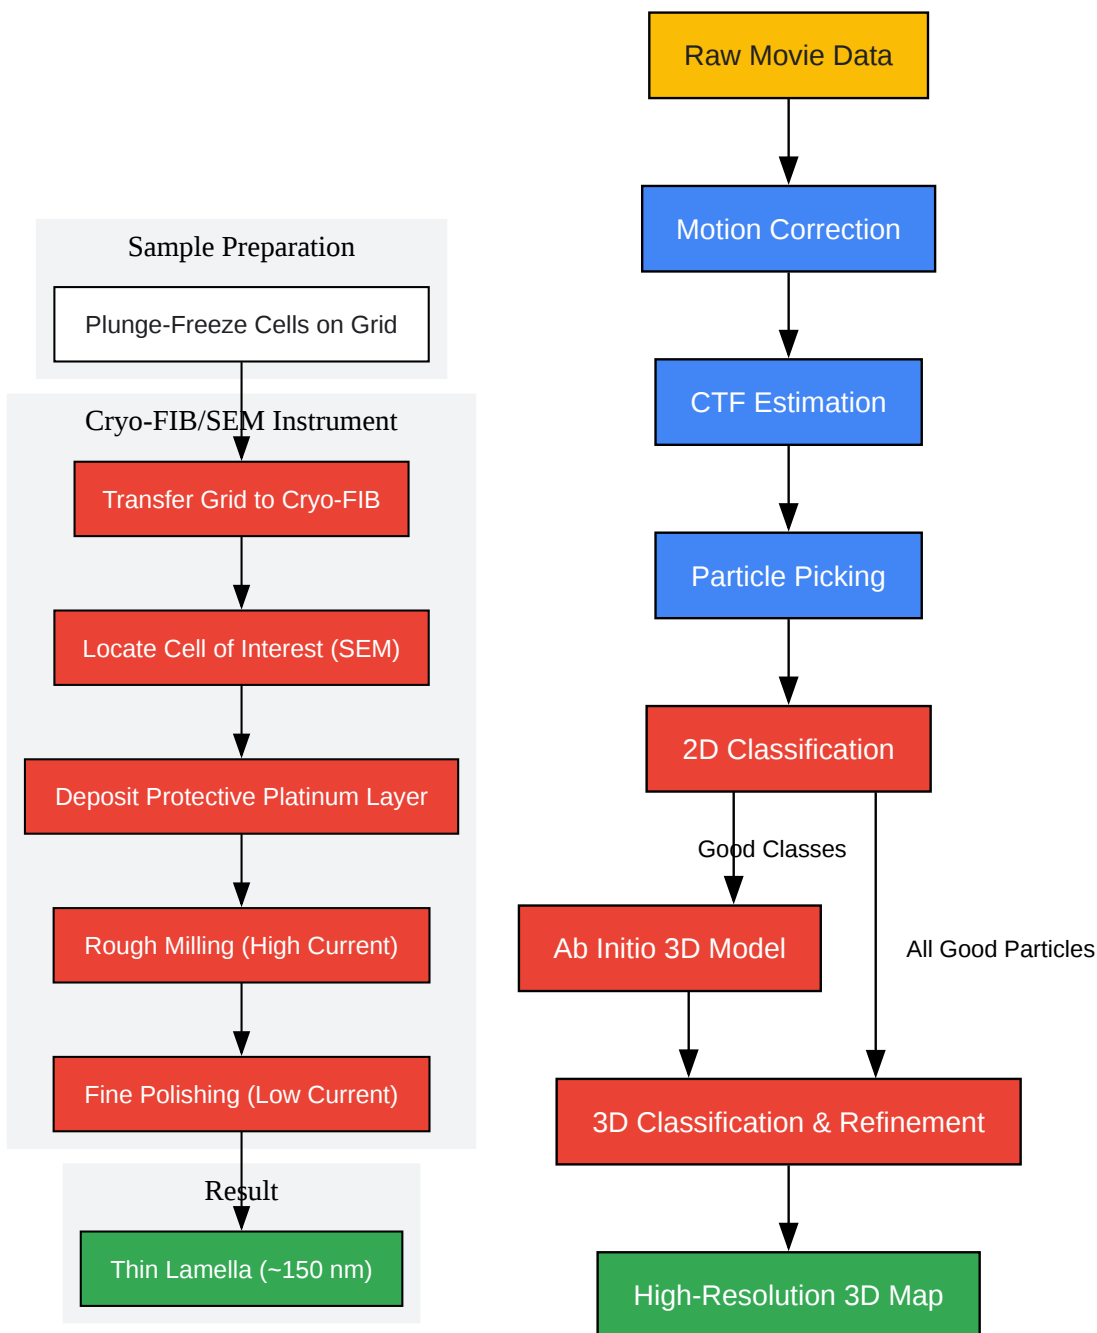 Sample Preparation
Plunge-Freeze Cells on Grid
Cryo-FIB/SEM Instrument
Transfer Grid to Cryo-FIB
Locate Cell of Interest (SEM)
Deposit Protective Platinum Layer
Rough Milling (High Current)
Fine Polishing (Low Current)
Result
Thin Lamella (~150 nm)
Raw Movie Data
Motion Correction
CTF Estimation
Particle Picking
2D Classification
Good Classes
Ab Initio 3D Model
All Good Particles
3D Classification & Refinement
High-Resolution 3D Map